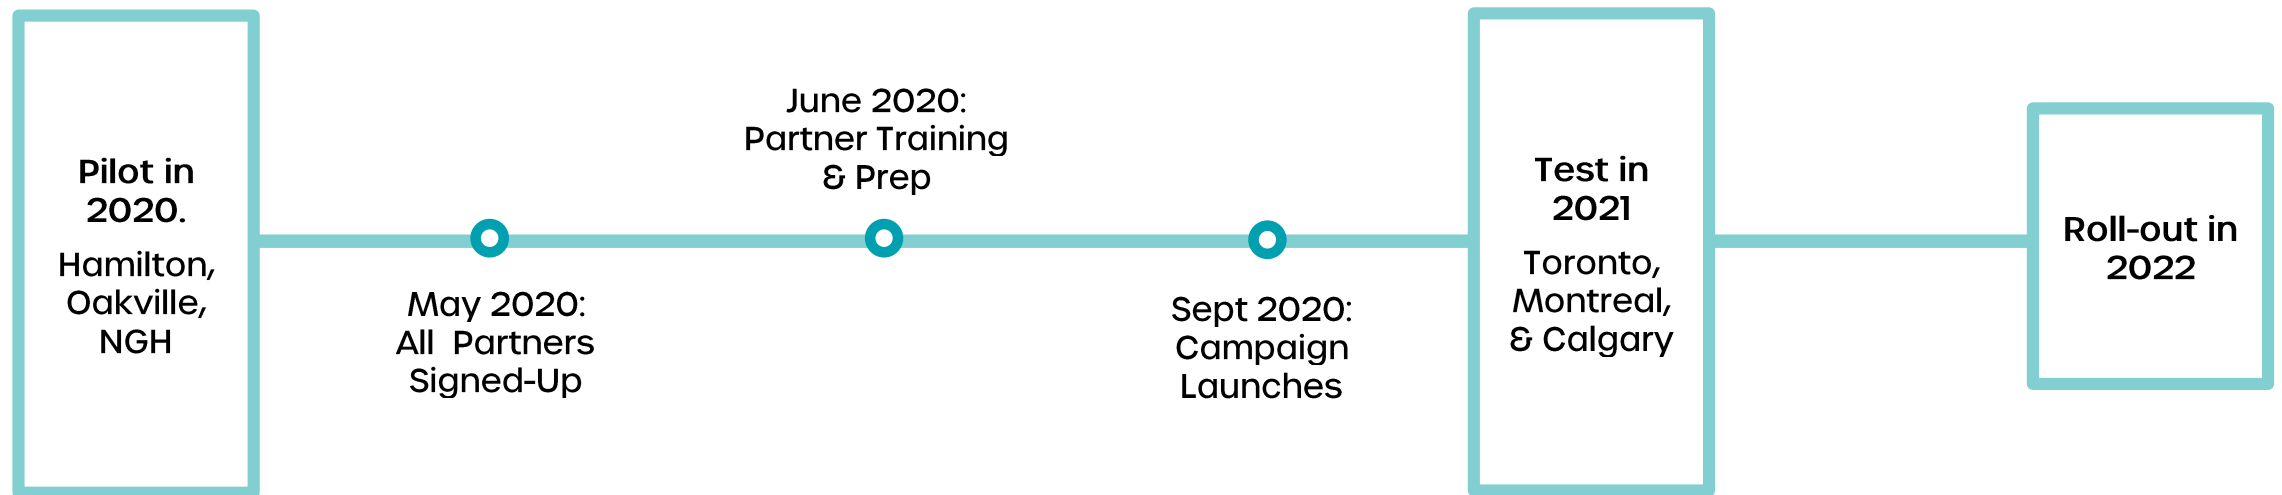 Pilot in
2020.
Hamilton,
Oakville,
NGH
May 2020:
All  Partners
Signed-Up
June 2020:
Partner Training
& Prep
Sept 2020:
Campaign
Launches
Test in
2021
Toronto,
Montreal,
& Calgary
Roll-out in
2022